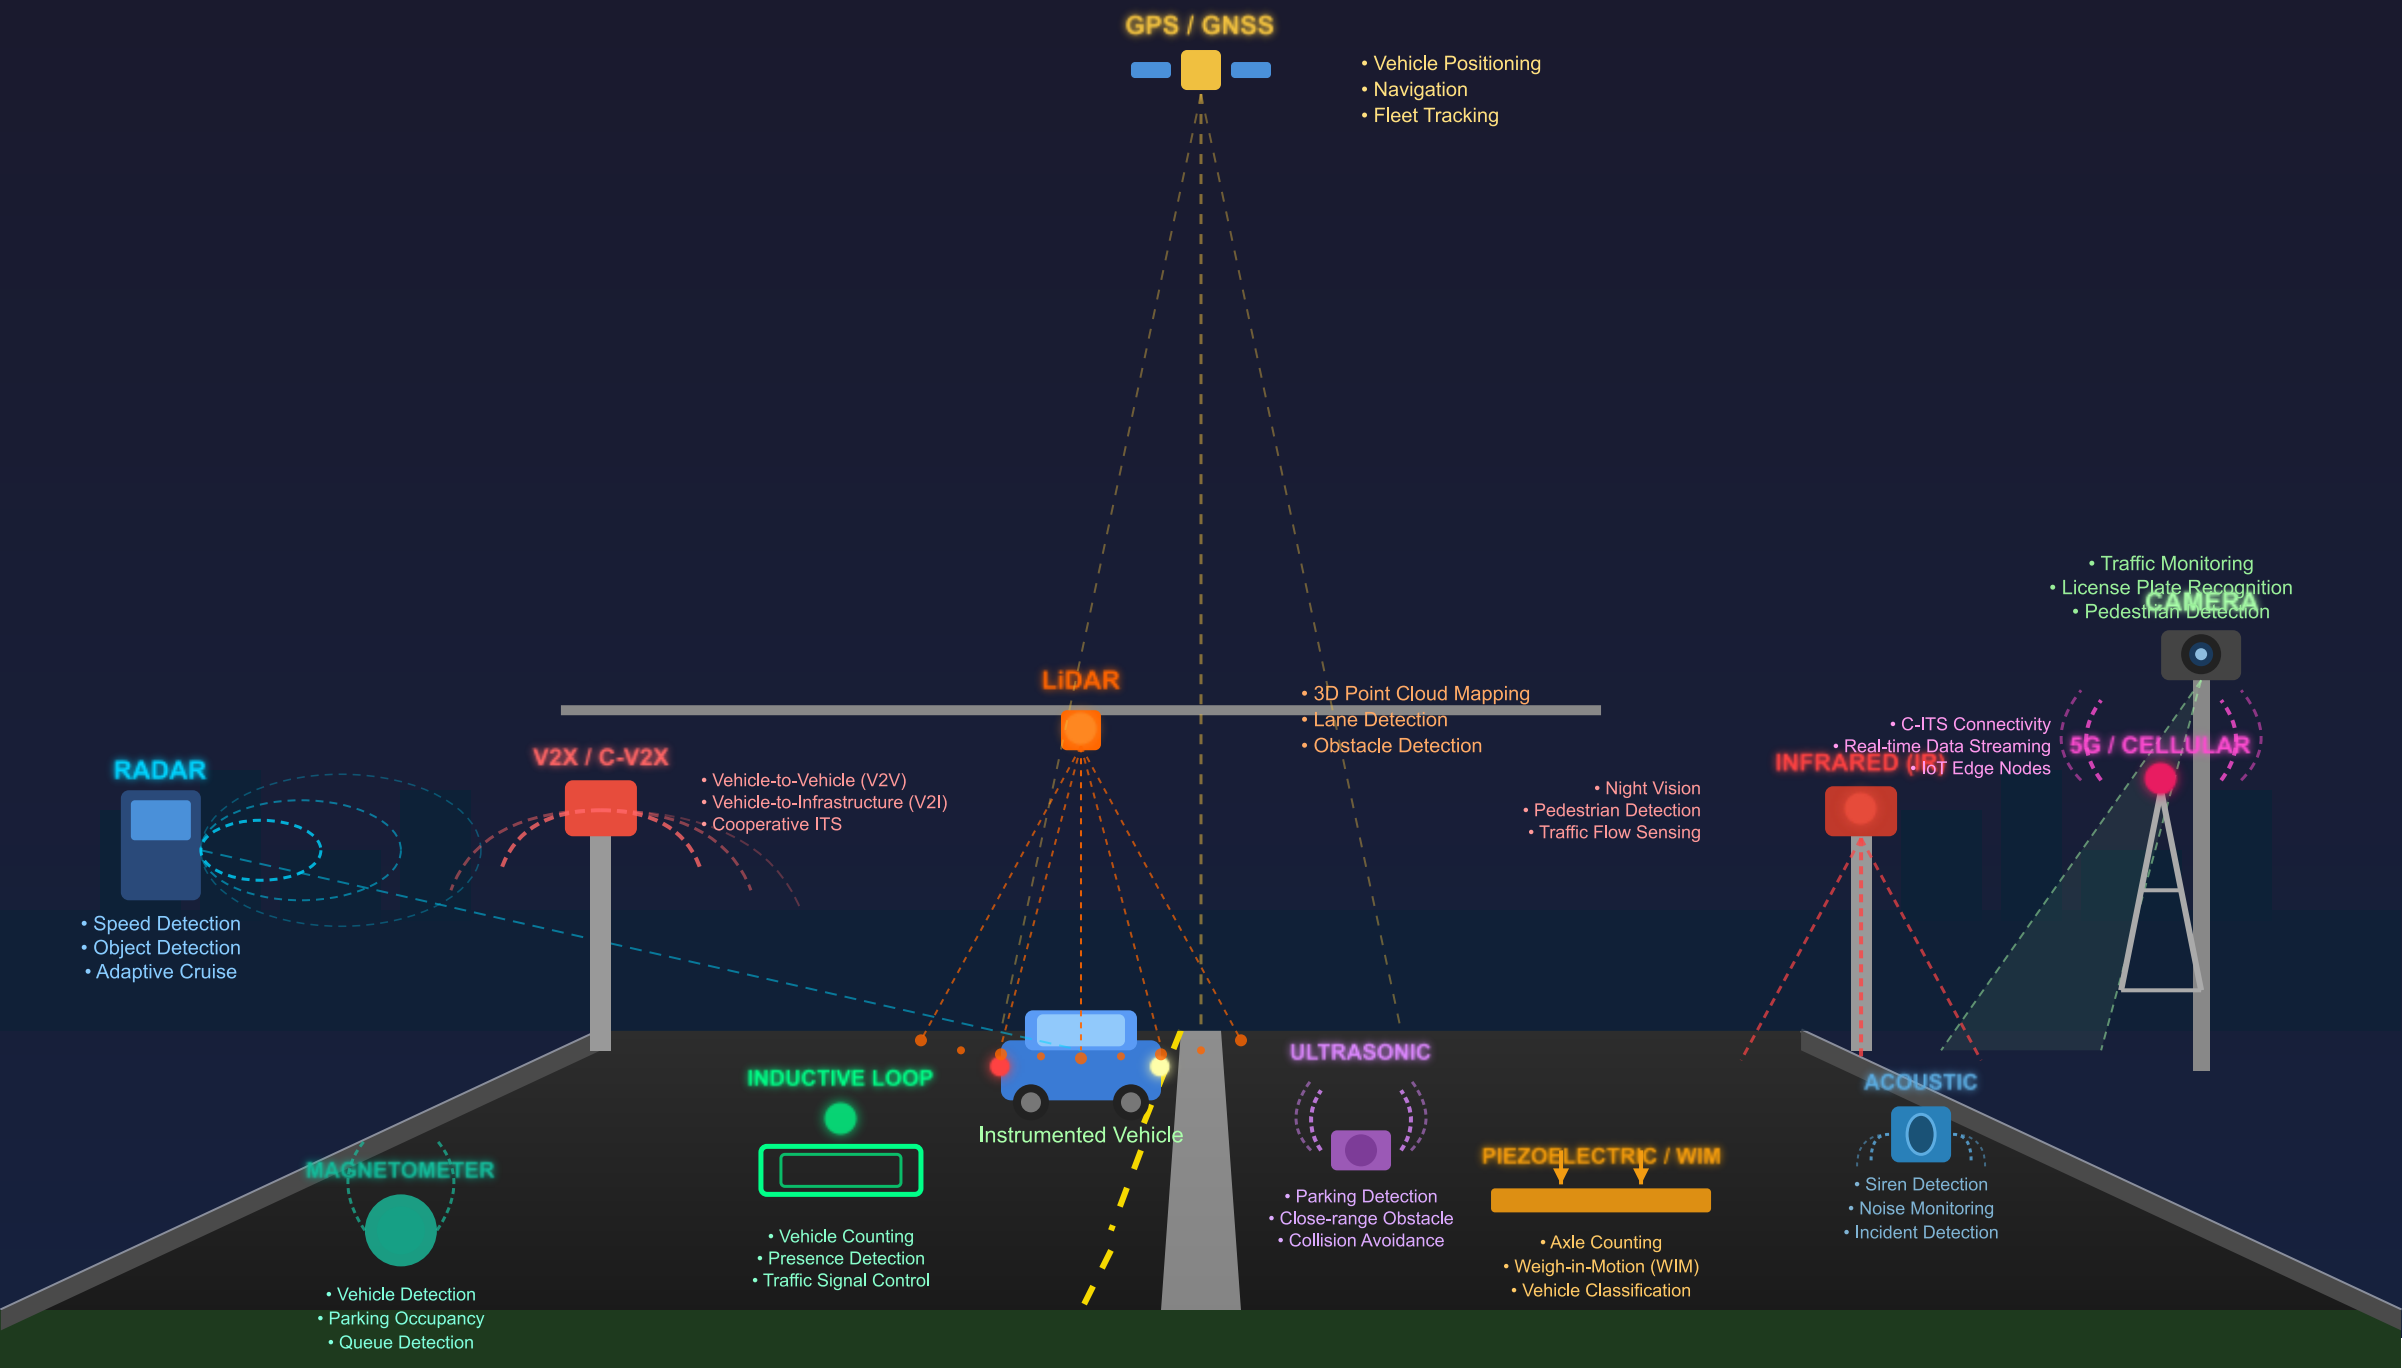 GPS / GNSS
• Vehicle Positioning
• Navigation
• Fleet Tracking
• Traffic Monitoring
• License Plate Recognition
• Pedestrian Detection
CAMERA
LiDAR
• 3D Point Cloud Mapping
• Lane Detection
• Obstacle Detection
RADAR
• Speed Detection
• Object Detection
• Adaptive Cruise
V2X / C-V2X
• Vehicle-to-Vehicle (V2V)
• Vehicle-to-Infrastructure (V2I)
• Cooperative ITS
• Night Vision
• Pedestrian Detection
• Traffic Flow Sensing
INFRARED (IR)
• C-ITS Connectivity
• Real-time Data Streaming
• IoT Edge Nodes
5G / CELLULAR
MAGNETOMETER
• Vehicle Detection
• Parking Occupancy
• Queue Detection
INDUCTIVE LOOP
• Vehicle Counting
• Presence Detection
• Traffic Signal Control
Instrumented Vehicle
ULTRASONIC
• Parking Detection
• Close-range Obstacle
• Collision Avoidance
PIEZOELECTRIC / WIM
• Axle Counting
• Weigh-in-Motion (WIM)
• Vehicle Classification
ACOUSTIC
• Siren Detection
• Noise Monitoring
• Incident Detection